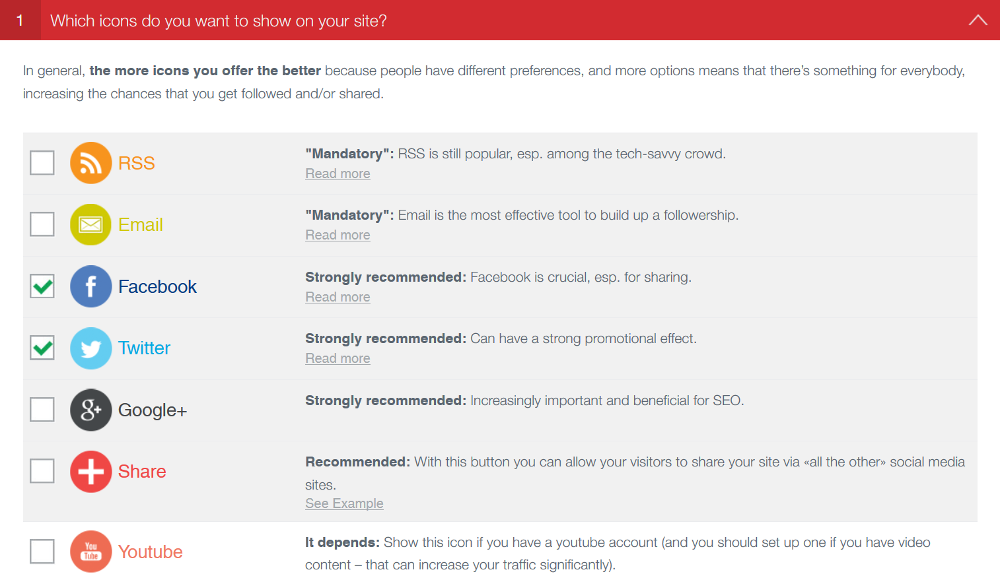 1 Which icons do you want to show on your site?
In general, the more icons you offer the better because people have different preferences, and more options means that there’s something for everybody,
increasing the chances that you get followed and/or shared.
RSS
"Mandatory": RSS is still popular, esp. among the tech-savvy crowd.
Read more
Email
"Mandatory": Email is the most effective tool to build up a followership.
Read more
f
Facebook
Strongly recommended: Facebook is crucial, esp. for sharing.
Read more
Twitter
Strongly recommended: Can have a strong promotional effect.
Read more
g+
Google+
Strongly recommended: Increasingly important and beneficial for SEO.
Share
Recommended: With this button you can allow your visitors to share your site via «all the other» social media
sites.
See Example
You
Tube
Youtube
It depends: Show this icon if you have a youtube account (and you should set up one if you have video
content – that can increase your traffic significantly).